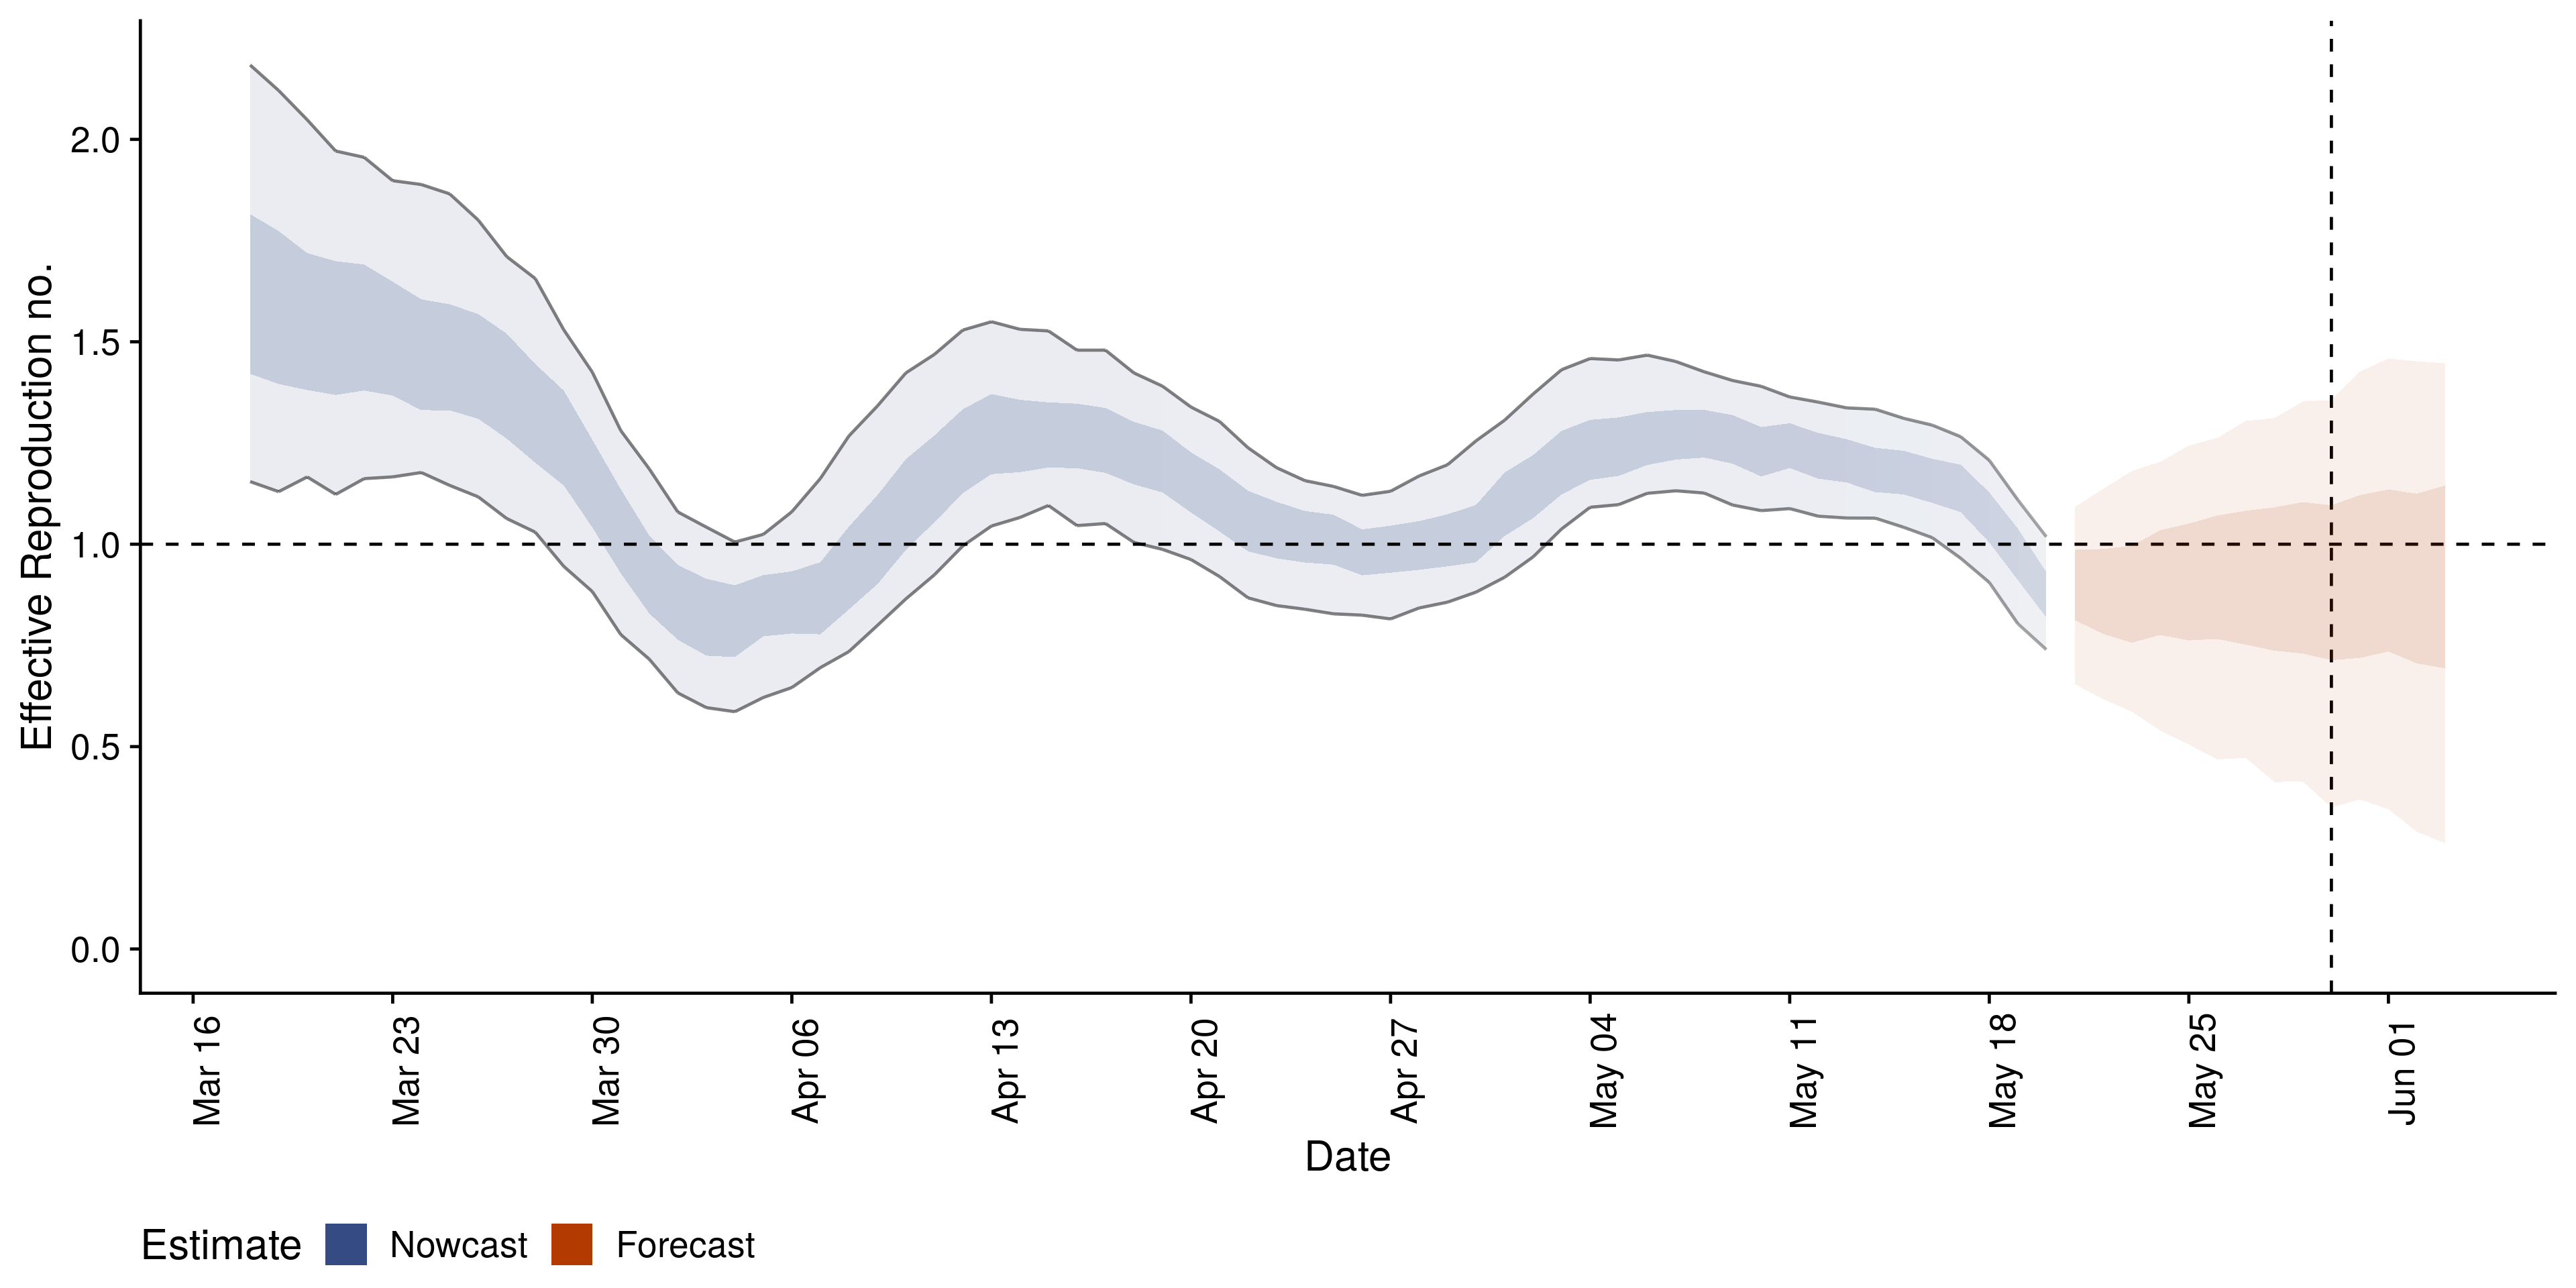 Effective Reproduction no.
2.0
1.5
1.0
0.5
0.0
Mar 16
Mar 23
Mar 30
Apr 06
Apr 13
Apr 20
Apr 27
May 04
May 11
May 18
May 25
Jun 01
Date
Estimate Nowcast Forecast